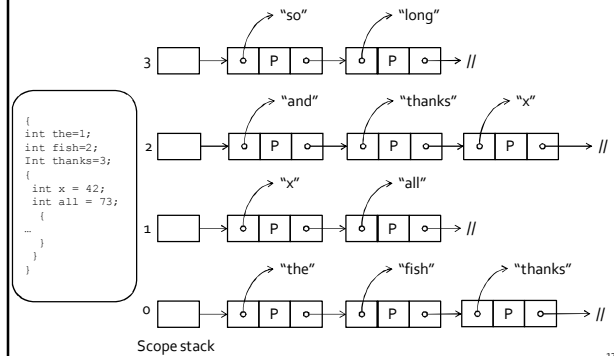 “so” “long”
3 P P //
“and” “thanks” “x”
2 P P P //
“x” “all”
1 P P //
“the” “fish” “thanks”
0 P P P //
Scope stack
{
int the=1;
int fish=2;
Int thanks=3;
{
int x = 42;
int all = 73;
{
…
}
}
}